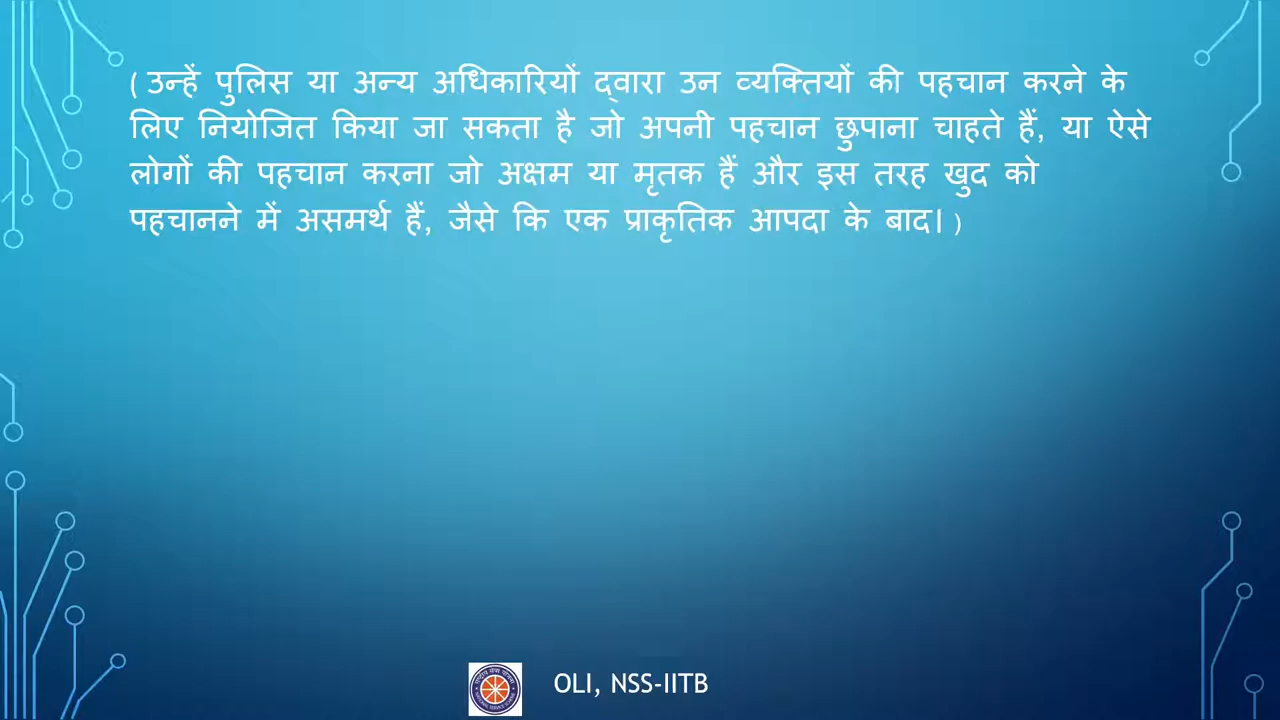 ( उन्हें पुलिस या अन्य अधिकारियों द्वारा उन व्यक्तियों की पहचान करने के
लिए नियोजित किया जा सकता है जो अपनी पहचान छुपाना चाहते हैं, या ऐसे
लोगों की पहचान करना जो अक्षम या मृतक हैं और इस तरह खुद को
पहचानने में असमर्थ हैं, जैसे कि एक प्राकृतिक आपदा के बाद। )
OLI, NSS-IITB